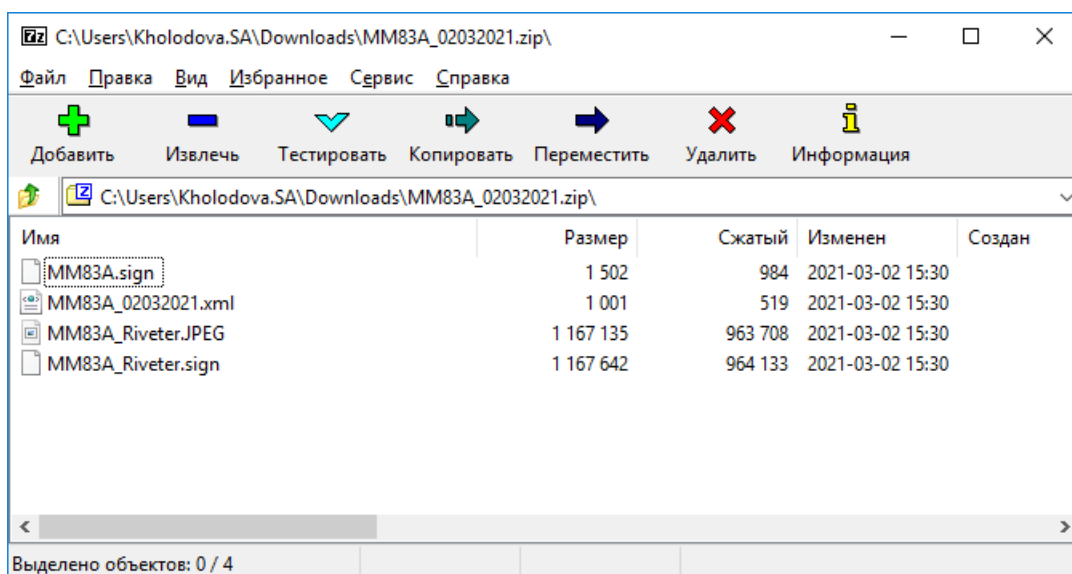 7z C:\Users\Kholodova.SA\Downloads\MM83A_02032021.zip\
Файл Правка Вид Избранное Сервис Справка
Добавить Извлечь Тестировать Копировать Переместить Удалить Информация
C:\Users\Kholodova.SA\Downloads\MM83A_02032021.zip\
Имя Размер Сжатый Изменен Создан
MM83A.sign 1 502 984 2021-03-02 15:30
MM83A_02032021.xml 1 001 519 2021-03-02 15:30
MM83A_Riveter.JPEG 1 167 135 963 708 2021-03-02 15:30
MM83A_Riveter.sign 1 167 642 964 133 2021-03-02 15:30
Выделено объектов: 0 / 4